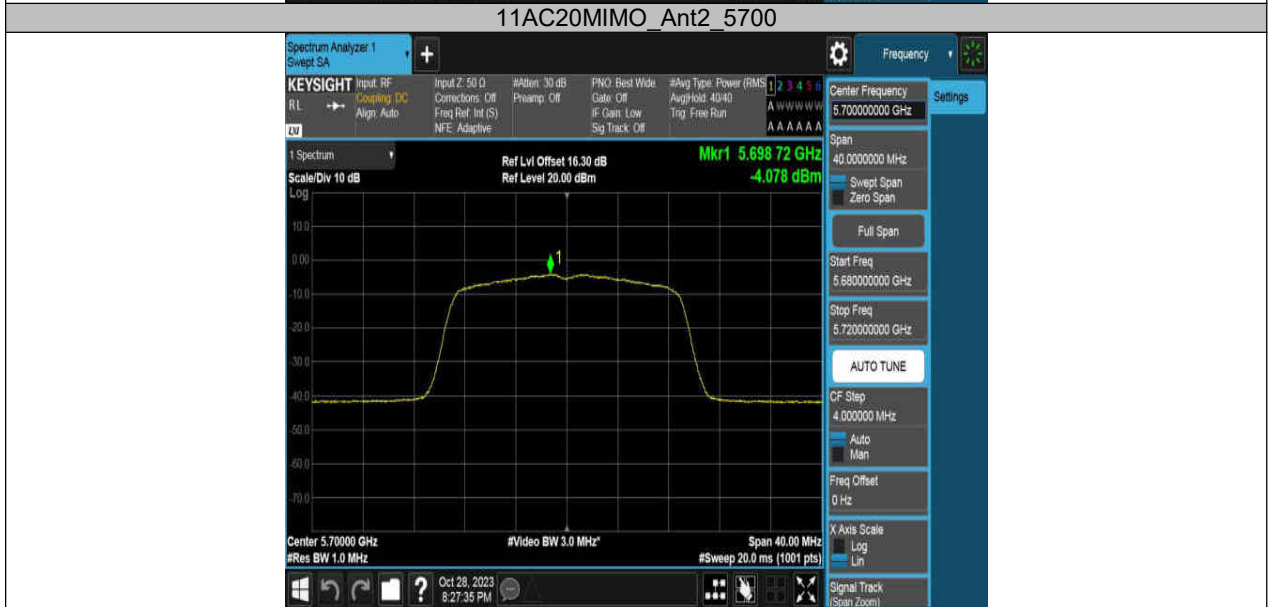 11AC20MIMO_Ant2_5700
Spectrum Analyzer 1
Swept SA
+
Frequency
KEYSIGHT
Input: RF
Input Z: 50 Ω
#Atten: 30 dB
PNO: Best Wide
#Avg Type: Power (RMS
1 2 3 4 5 6
RL
Coupling: DC
Corrections: Off
Preamp: Off
Gate: Off
Avg|Hold: 40/40
Align: Auto
Freq Ref: Int (S)
IF Gain: Low
Trig: Free Run
A W W W W W
NFE: Adaptive
Sig Track: Off
A A A A A A
Center Frequency
5.700000000 GHz
Settings
1 Spectrum
Ref Lvl Offset 16.30 dB
Mkr1 5.698 72 GHz
Scale/Div 10 dB
Ref Level 20.00 dBm
-4.078 dBm
Log
10.0
0.00
-10.0
-20.0
-30.0
-40.0
-50.0
-60.0
-70.0
1
Center 5.70000 GHz
#Video BW 3.0 MHz*
Span 40.00 MHz
#Res BW 1.0 MHz
#Sweep 20.0 ms (1001 pts)
Span
40.0000000 MHz
Swept Span
Zero Span
Full Span
Start Freq
5.680000000 GHz
Stop Freq
5.720000000 GHz
AUTO TUNE
CF Step
4.000000 MHz
Auto
Man
Freq Offset
0 Hz
X Axis Scale
Log
Lin
Signal Track
(Span Zoom)
?
Oct 28, 2023
8:27:35 PM